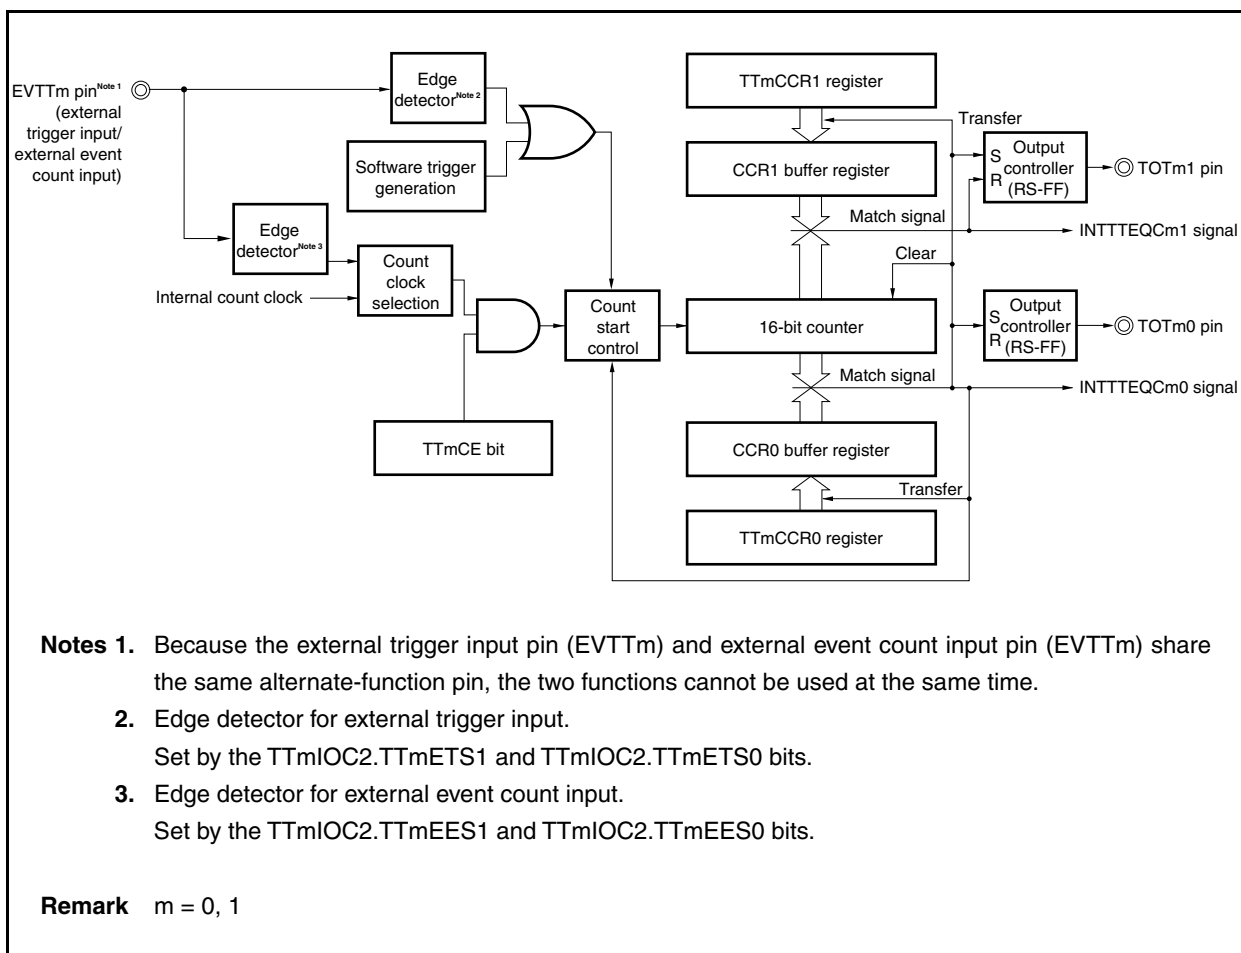 EVTTm pin Note 1
(external
trigger input/
external event
count input)
Edge
detector Note 2
Software trigger
generation
Edge
detector Note 3
Internal count clock
Count
clock
selection
TTmCE bit
Count
start
control
TTmCCR1 register
Transfer
CCR1 buffer register
Match signal
Clear
16-bit counter
Match signal
CCR0 buffer register
Transfer
TTmCCR0 register
S
R
Output
controller
(RS-FF)
TOTm1 pin
INTTTEQCm1 signal
S
R
Output
controller
(RS-FF)
TOTm0 pin
INTTTEQCm0 signal
Notes 1. Because the external trigger input pin (EVTTm) and external event count input pin (EVTTm) share
the same alternate-function pin, the two functions cannot be used at the same time.
2. Edge detector for external trigger input.
Set by the TTmIOC2.TTmETS1 and TTmIOC2.TTmETS0 bits.
3. Edge detector for external event count input.
Set by the TTmIOC2.TTmEES1 and TTmIOC2.TTmEES0 bits.
Remark m = 0, 1